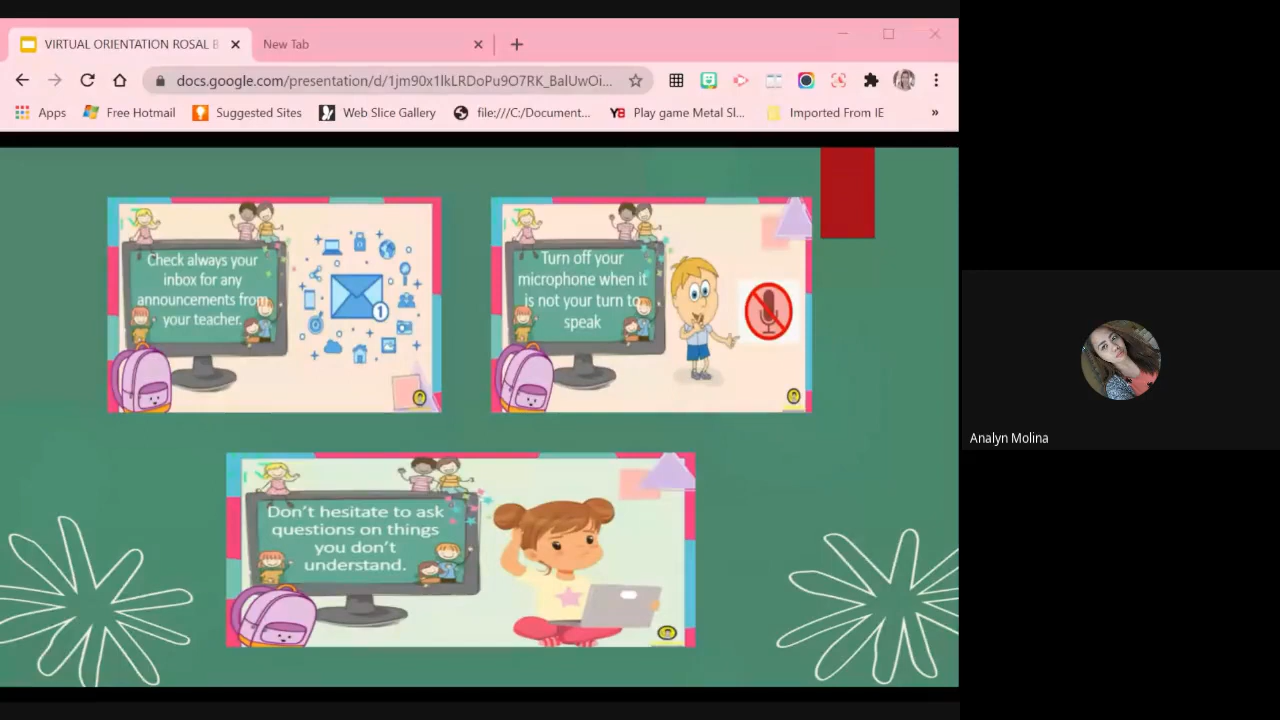 VIRTUAL ORIENTATION ROSAL B
New Tab
docs.google.com/presentation/d/1jm90x1lkLRDoPu9O7RK_BalUwOi...
Apps
Free Hotmail
Suggested Sites
Web Slice Gallery
file:///C:/Document...
Play game Metal Sl...
Imported From IE
»
Check always your
inbox for any
announcements from
your teacher.
1
Turn off your
microphone when it
is not your turn to
speak
Don't hesitate to ask
questions on things
you don't
understand.
Analyn Molina